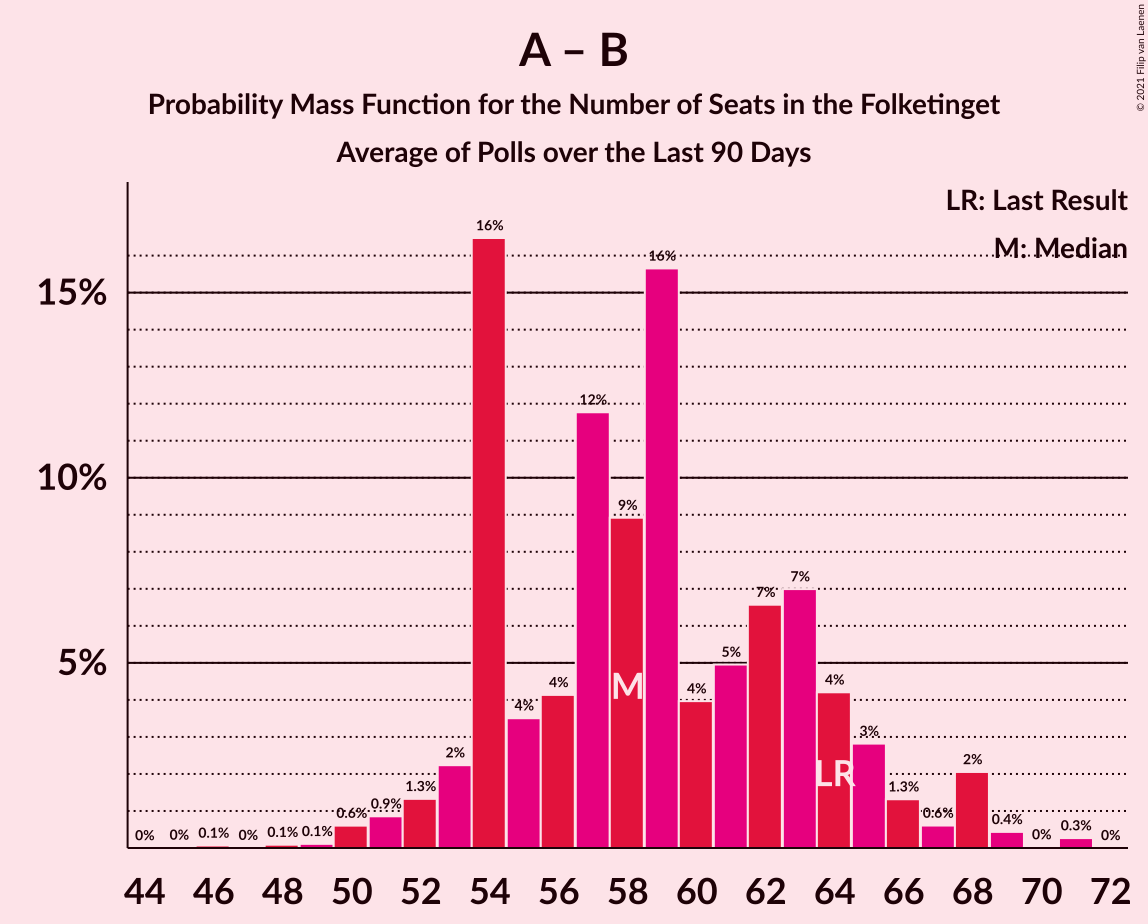 A – B
Probability Mass Function for the Number of Seats in the Folketinget
Average of Polls over the Last 90 Days
© 2021 Filip van Laenen
LR: Last Result
M: Median
15%
10%
5%
0% 0% 0.1% 0% 0.1% 0.1% 0.6% 0.9% 1.3% 2% 16% 4% 4% 12% 9% 16% 4% 5% 7% 7% 4% 3% 1.3% 0.6% 2% 0.4% 0% 0.3% 0%
M
LR
44 46 48 50 52 54 56 58 60 62 64 66 68 70 72